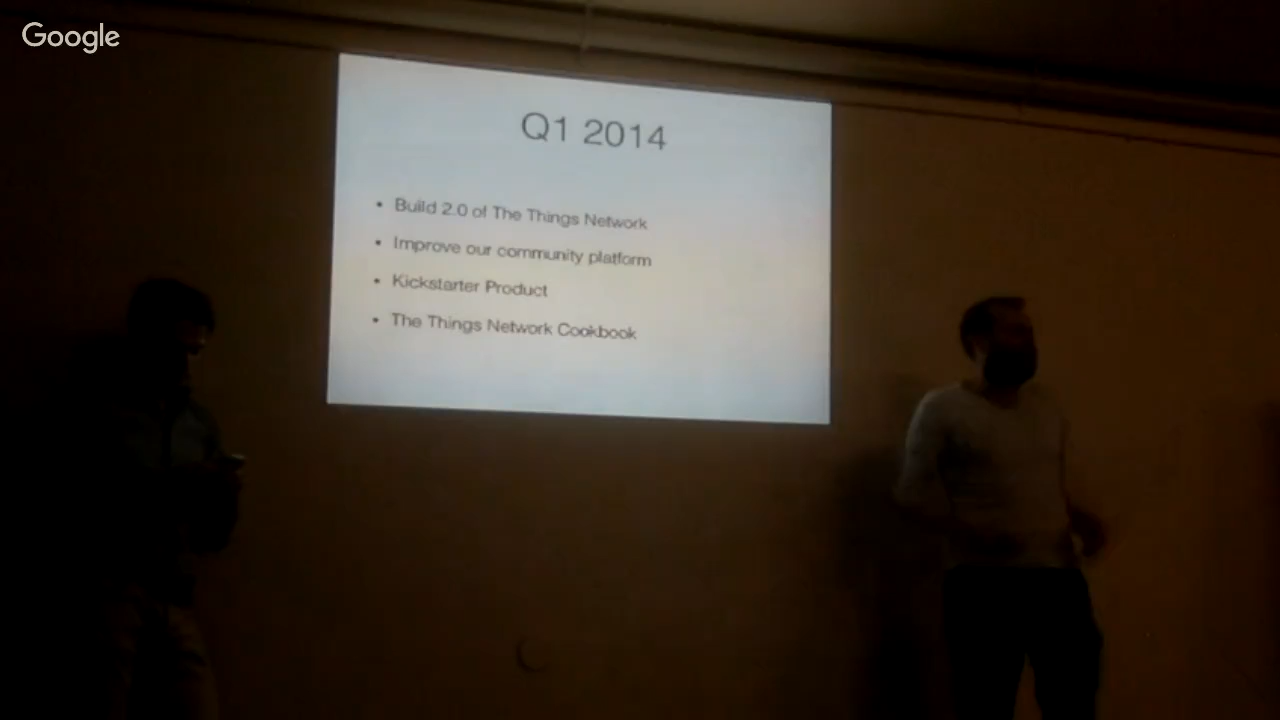 Google
Q1 2014
• Build 2.0 of The Things Network
• Improve our community platform
• Kickstarter Product
• The Things Network Cookbook